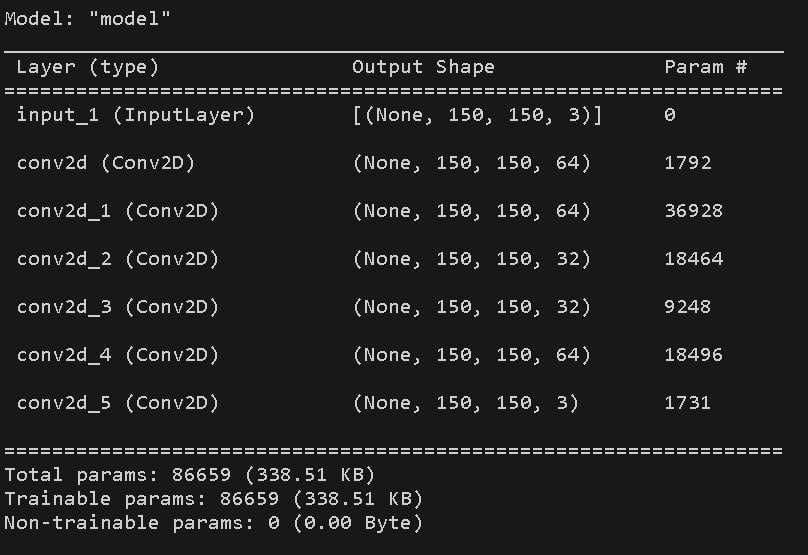 Model: "model"
Layer (type) Output Shape Param #
input_1 (InputLayer) [(None, 150, 150, 3)] 0
conv2d (Conv2D) (None, 150, 150, 64) 1792
conv2d_1 (Conv2D) (None, 150, 150, 64) 36928
conv2d_2 (Conv2D) (None, 150, 150, 32) 18464
conv2d_3 (Conv2D) (None, 150, 150, 32) 9248
conv2d_4 (Conv2D) (None, 150, 150, 64) 18496
conv2d_5 (Conv2D) (None, 150, 150, 3) 1731
Total params: 86659 (338.51 KB)
Trainable params: 86659 (338.51 KB)
Non-trainable params: 0 (0.00 Byte)